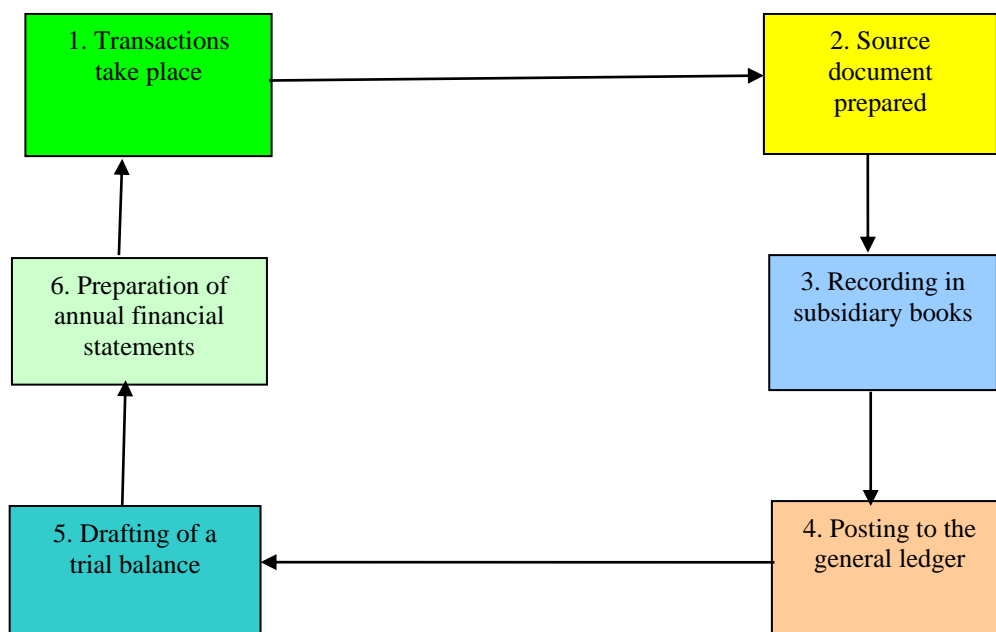 1. Transactions
take place
2. Source
document
prepared
3. Recording in
subsidiary books
4. Posting to the
general ledger
5. Drafting of a
trial balance
6. Preparation of
annual financial
statements